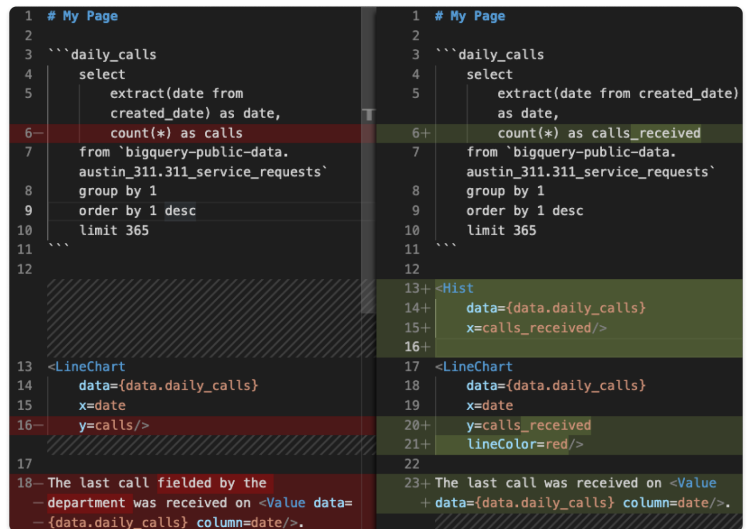 1 # My Page
2
3 ```daily_calls
4 select
5 extract(date from
created_date) as date,
6— count(*) as calls
7 from `bigquery-public-data.
austin_311.311_service_requests`
8 group by 1
9 order by 1 desc
10 limit 365
11 ```
12
13 <LineChart
14 data={data.daily_calls}
15 x=date
16— y=calls/>
17
18— The last call fielded by the
— department was received on <Value data=
{data.daily_calls} column=date/>.
1 # My Page
2
3 ```daily_calls
4 select
5 extract(date from created_date)
as date,
6+ count(*) as calls_received
7 from `bigquery-public-data.
austin_311.311_service_requests`
8 group by 1
9 order by 1 desc
10 limit 365
11 ```
12
13+ <Hist
14+ data={data.daily_calls}
15+ x=calls_received/>
16+
17 <LineChart
18 data={data.daily_calls}
19 x=date
20+ y=calls_received
21+ lineColor=red/>
22
23+ The last call was received on <Value
+ data={data.daily_calls} column=date/>.